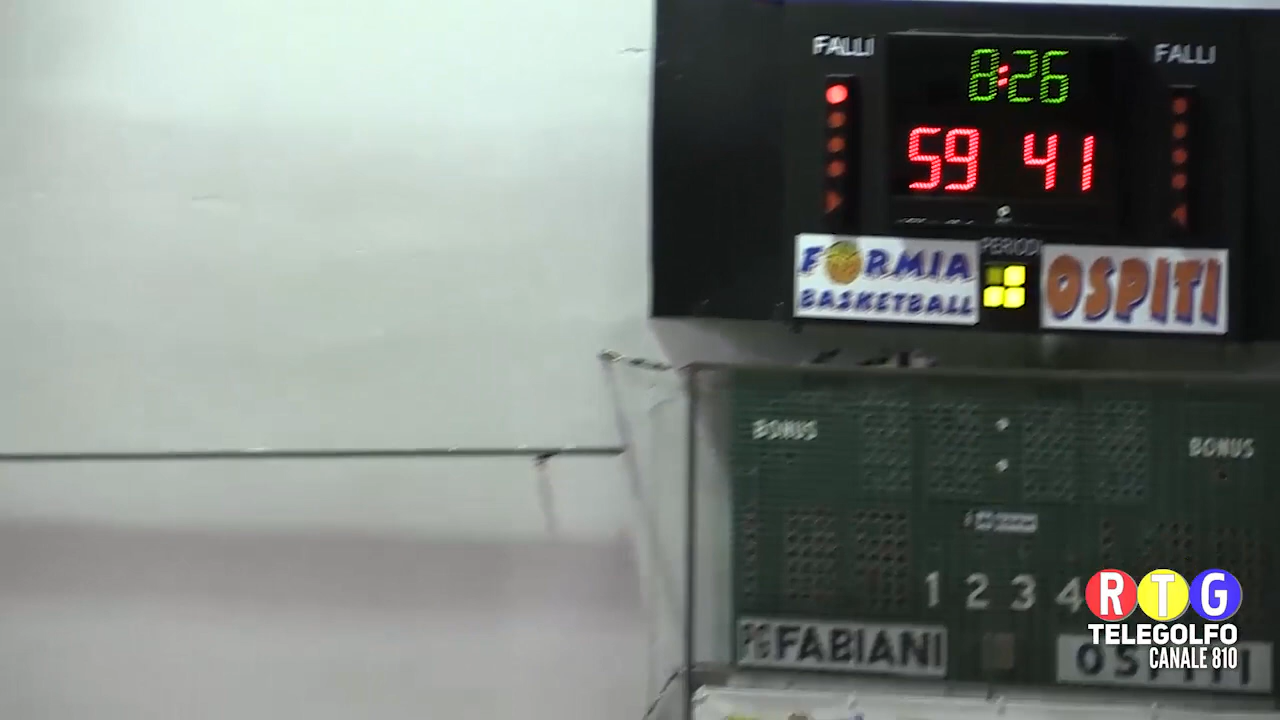 FALLI
8:26
FALLI
59 41
PERIODI
FORMIA
BASKETBALL
OSPITI
BONUS
BONUS
1 2 3 4
FABIANI
OSPITI
RTG
TELEGOLFO
CANALE 810